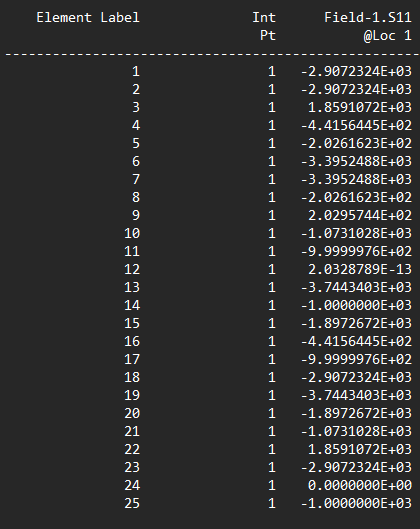 Element Label Int Field-1.S11
Pt @Loc 1
-----------------------------------------------------
1 1 -2.9072324E+03
2 1 -2.9072324E+03
3 1 1.8591072E+03
4 1 -4.4156445E+02
5 1 -2.0261623E+02
6 1 -3.3952488E+03
7 1 -3.3952488E+03
8 1 -2.0261623E+02
9 1 2.0295744E+02
10 1 -1.0731028E+03
11 1 -9.9999976E+02
12 1 2.0328789E-13
13 1 -3.7443403E+03
14 1 -1.0000000E+03
15 1 -1.8972672E+03
16 1 -4.4156445E+02
17 1 -9.9999976E+02
18 1 -2.9072324E+03
19 1 -3.7443403E+03
20 1 -1.8972672E+03
21 1 -1.0731028E+03
22 1 1.8591072E+03
23 1 -2.9072324E+03
24 1 0.0000000E+00
25 1 -1.0000000E+03